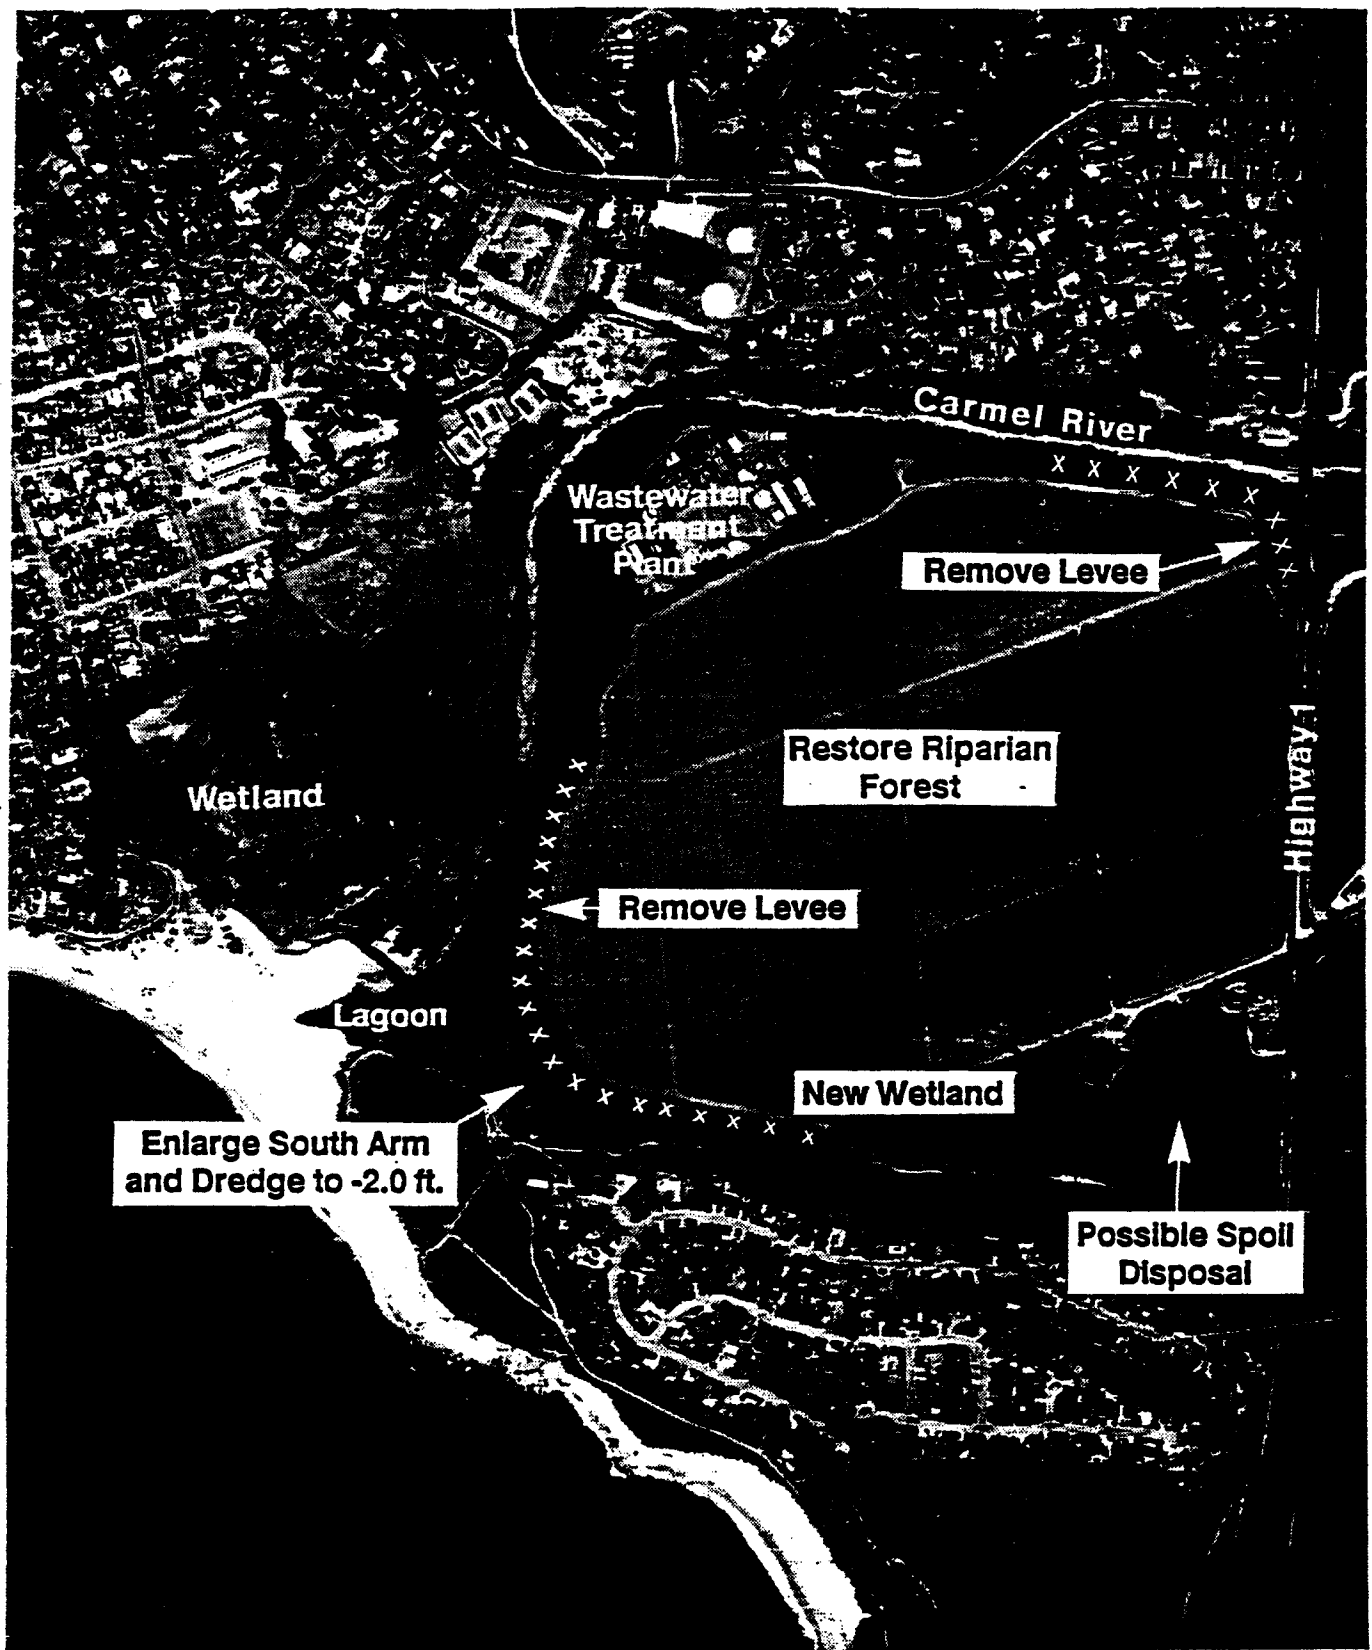 Carmel River
Wastewater
Treatment
Plant
Remove Levee
Restore Riparian
Forest
Highway 1
Wetland
Remove Levee
Lagoon
New Wetland
Enlarge South Arm
and Dredge to -2.0 ft.
Possible Spoil
Disposal